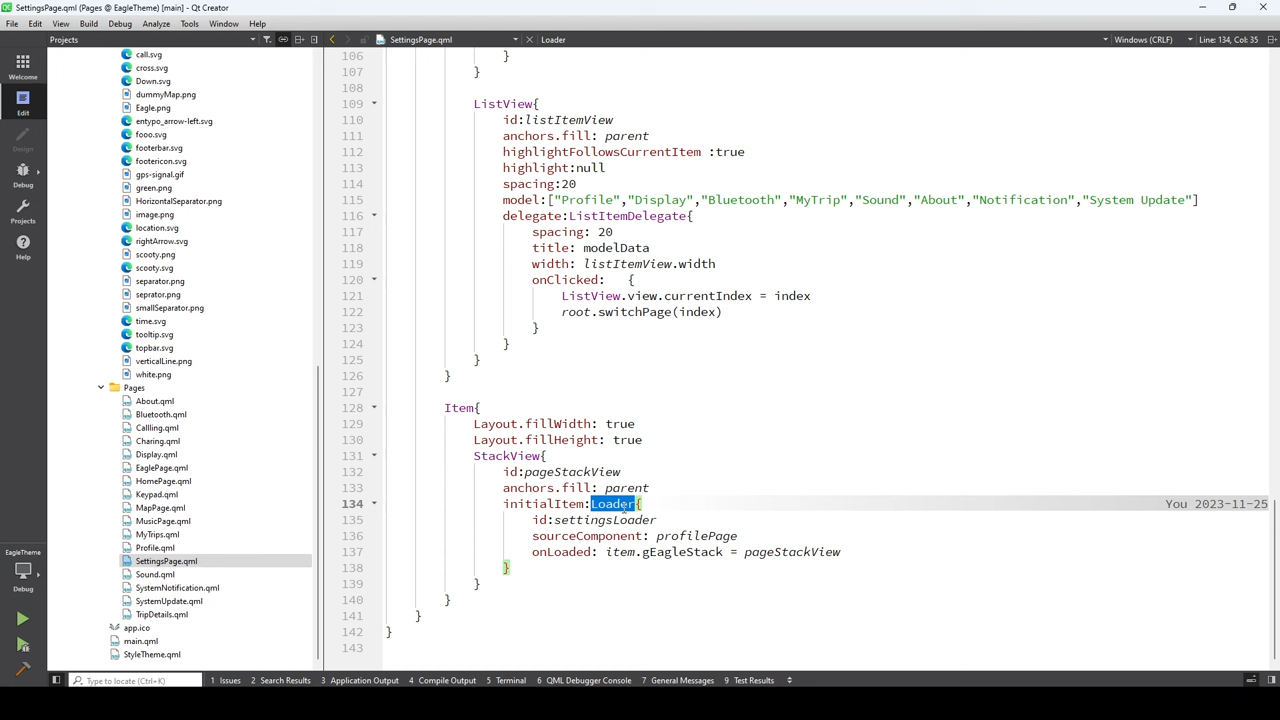 SettingsPage.qml (Pages @ EagleTheme) [main] - Qt Creator
File Edit View Build Debug Analyze Tools Window Help
Projects
SettingsPage.qml
Loader
Windows (CRLF)
Line: 134, Col: 35
Welcome
Edit
Design
Debug
Projects
Help
EagleTheme
Debug
call.svg
cross.svg
Down.svg
dummyMap.png
Eagle.png
entypo_arrow-left.svg
fooo.svg
footerbar.svg
footericon.svg
gps-signal.gif
green.png
HorizontalSeparator.png
image.png
location.svg
rightArrow.svg
scooty.png
scooty.svg
separator.png
seprator.png
smallSeparator.png
time.svg
tooltip.svg
topbar.svg
verticalLine.png
white.png
Pages
About.qml
Bluetooth.qml
Callling.qml
Charing.qml
Display.qml
EaglePage.qml
HomePage.qml
Keypad.qml
MapPage.qml
MusicPage.qml
MyTrips.qml
Profile.qml
SettingsPage.qml
Sound.qml
SystemNotification.qml
SystemUpdate.qml
TripDetails.qml
app.ico
main.qml
StyleTheme.qml
106 }
107 }
108
109 ListView{
110 id:listItemView
111 anchors.fill: parent
112 highlightFollowsCurrentItem :true
113 highlight:null
114 spacing:20
115 model:["Profile","Display","Bluetooth","MyTrip","Sound","About","Notification","System Update"]
116 delegate:ListItemDelegate{
117 spacing: 20
118 title: modelData
119 width: listItemView.width
120 onClicked: {
121 ListView.view.currentIndex = index
122 root.switchPage(index)
123 }
124 }
125 }
126 }
127
128 Item{
129 Layout.fillWidth: true
130 Layout.fillHeight: true
131 StackView{
132 id:pageStackView
133 anchors.fill: parent
134 initialItem:Loader{ You 2023-11-25
135 id:settingsLoader
136 sourceComponent: profilePage
137 onLoaded: item.gEagleStack = pageStackView
138 }
139 }
140 }
141 }
142 }
143
Type to locate (Ctrl+K)
1 Issues 2 Search Results 3 Application Output 4 Compile Output 5 Terminal 6 QML Debugger Console 7 General Messages 9 Test Results